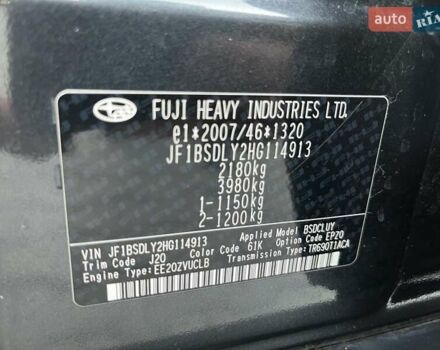 auto RIA
FUJI HEAVY INDUSTRIES LTD.
e1*2007/46*1320
JF1BSDLY2HG114913
2180kg
3980kg
1-1150kg
2-1200kg
VIN JF1BSDLY2HG114913 Applied Model BSDCLUY
Trim Code J20 Color Code 61K Option Code EPZO
Engine Type: EE20ZVUCLB Transmission Type: TR690T1ACA